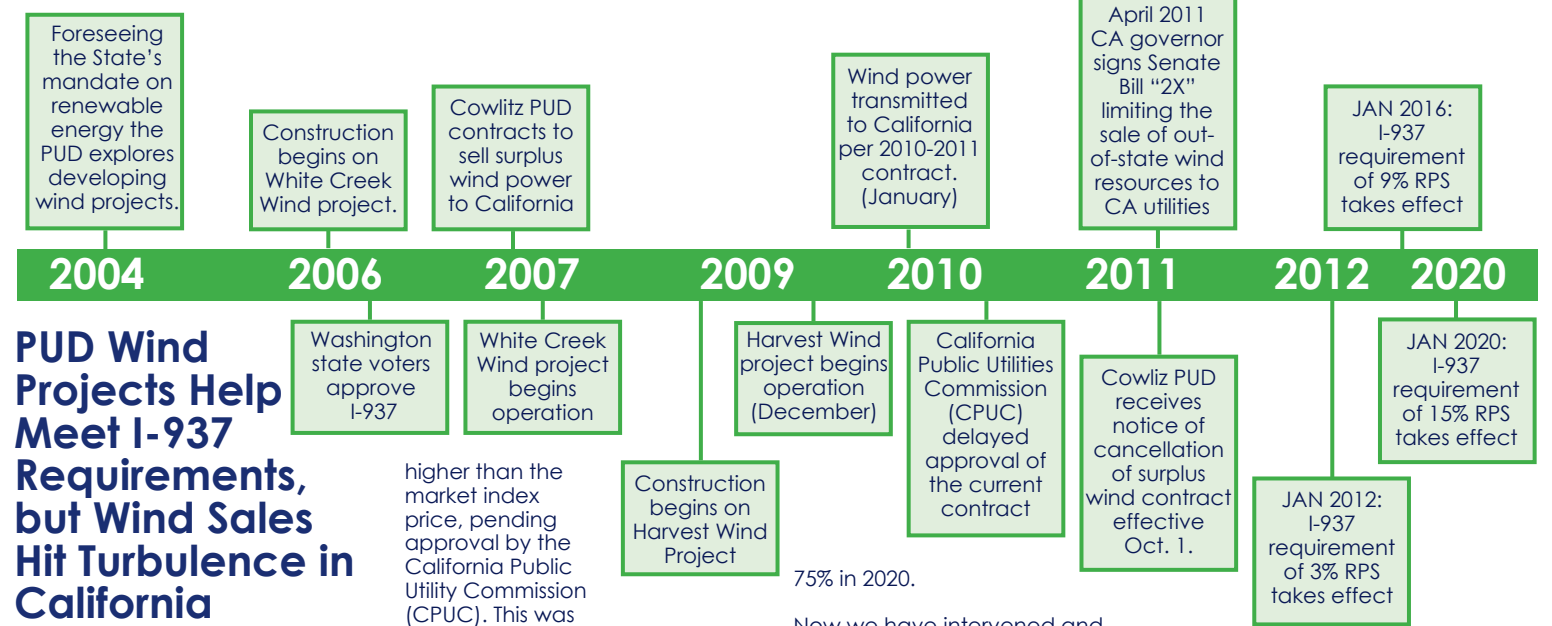 Foreseeing
the State's
mandate on
renewable
energy the
PUD explores
developing
wind projects.
Construction
begins on
White Creek
Wind project.
Cowlitz PUD
contracts to
sell surplus
wind power
to California
Wind power
transmitted
to California
per 2010-2011
contract.
(January)
April 2011
CA governor
signs Senate
Bill “2X”
limiting the
sale of out-
of-state wind
resources to
CA utilities
JAN 2016:
I-937
requirement
of 9% RPS
takes effect
2004 2006 2007 2009 2010 2011 2012 2020
Washington
state voters
approve
I-937
White Creek
Wind project
begins
operation
Construction
begins on
Harvest Wind
Project
Harvest Wind
project begins
operation
(December)
California
Public Utilities
Commission
(CPUC)
delayed
approval of
the current
contract
Cowliz PUD
receives
notice of
cancellation
of surplus
wind contract
effective
Oct. 1.
JAN 2012:
I-937
requirement
of 3% RPS
takes effect
JAN 2020:
I-937
requirement
of 15% RPS
takes effect
PUD Wind
Projects Help
Meet I-937
Requirements,
but Wind Sales
Hit Turbulence in
California
higher than the
market index
price, pending
approval by the
California Public
Utility Commission
(CPUC). This was
75% in 2020.
Now we have intervened and